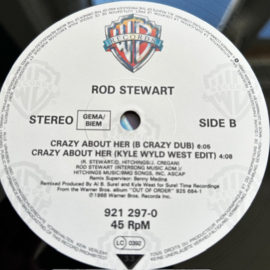 RECORDS
ROD STEWART
STEREO
GEMA/
BIEM
SIDE B
CRAZY ABOUT HER (B CRAZY DUB) 6:05
CRAZY ABOUT HER (KYLE WYLD WEST EDIT) 4:08
(R. STEWART/D. HITCHINGS/J. CREGAN)
ROD STEWART (INTERSONG MUSIC ADM.)/
HITCHINGS MUSIC/BMG SONGS, INC. ASCAP
Remix Supervisor: Benny Medina
Remixed Produced by Al B. Sure! and Kyle West for Sure! Time Recordings
From the Warner Bros. album "OUT OF ORDER" 925 684-1
℗1988 Warner Bros. Inc.
921 297-0
45 RPM
LC 0392